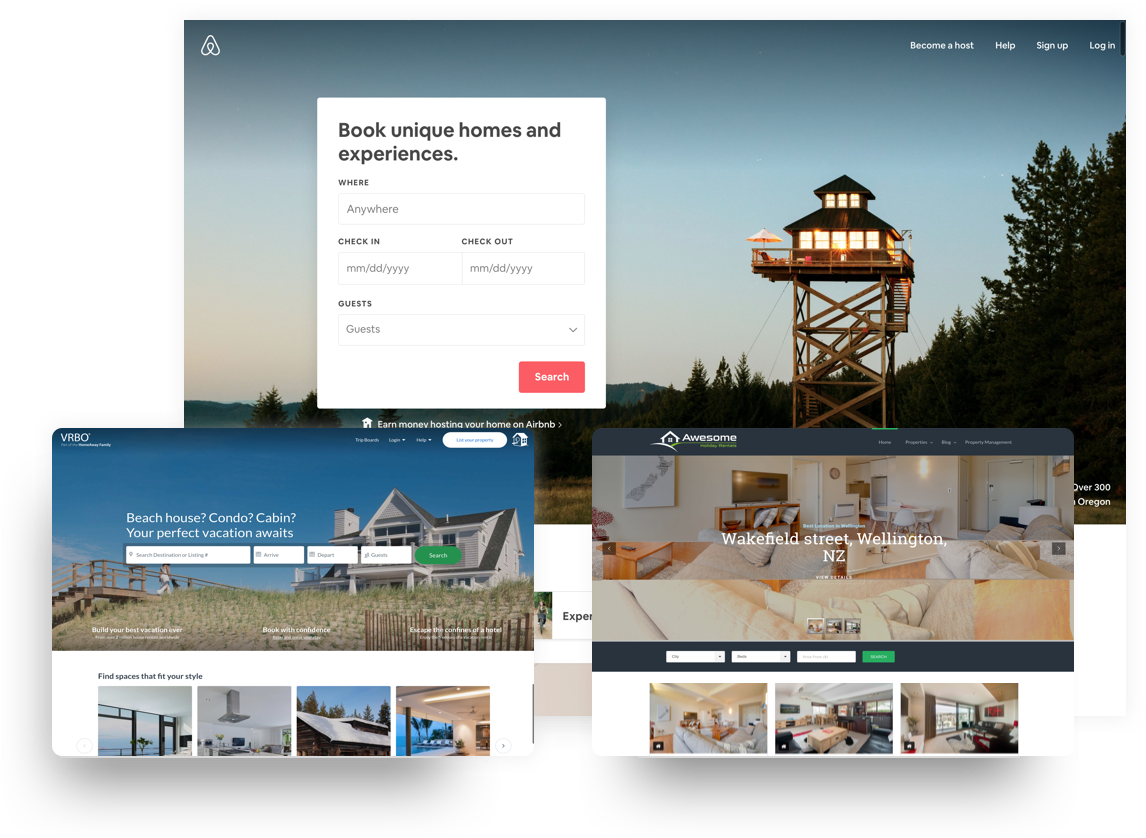 Become a host Help Sign up Log in
Book unique homes and
experiences.
WHERE
Anywhere
CHECK IN CHECK OUT
mm/dd/yyyy mm/dd/yyyy
GUESTS
Guests
Search
Earn money hosting your home on Airbnb
Over 300
Oregon
Exper
VRBO
Part of the HomeAway Family
Trip Boards Login Help List your property
Beach house? Condo? Cabin?
Your perfect vacation awaits
Search Destination or Listing # Arrive Depart Guests Search
Build your best vacation ever Book with confidence Escape the confines of a hotel
Find spaces that fit your style
Awesome
Holiday Rentals
Home Properties Blog Property Management
Best Location in Wellington
Wakefield street, Wellington,
NZ
VIEW DETAILS
City Beds SEARCH